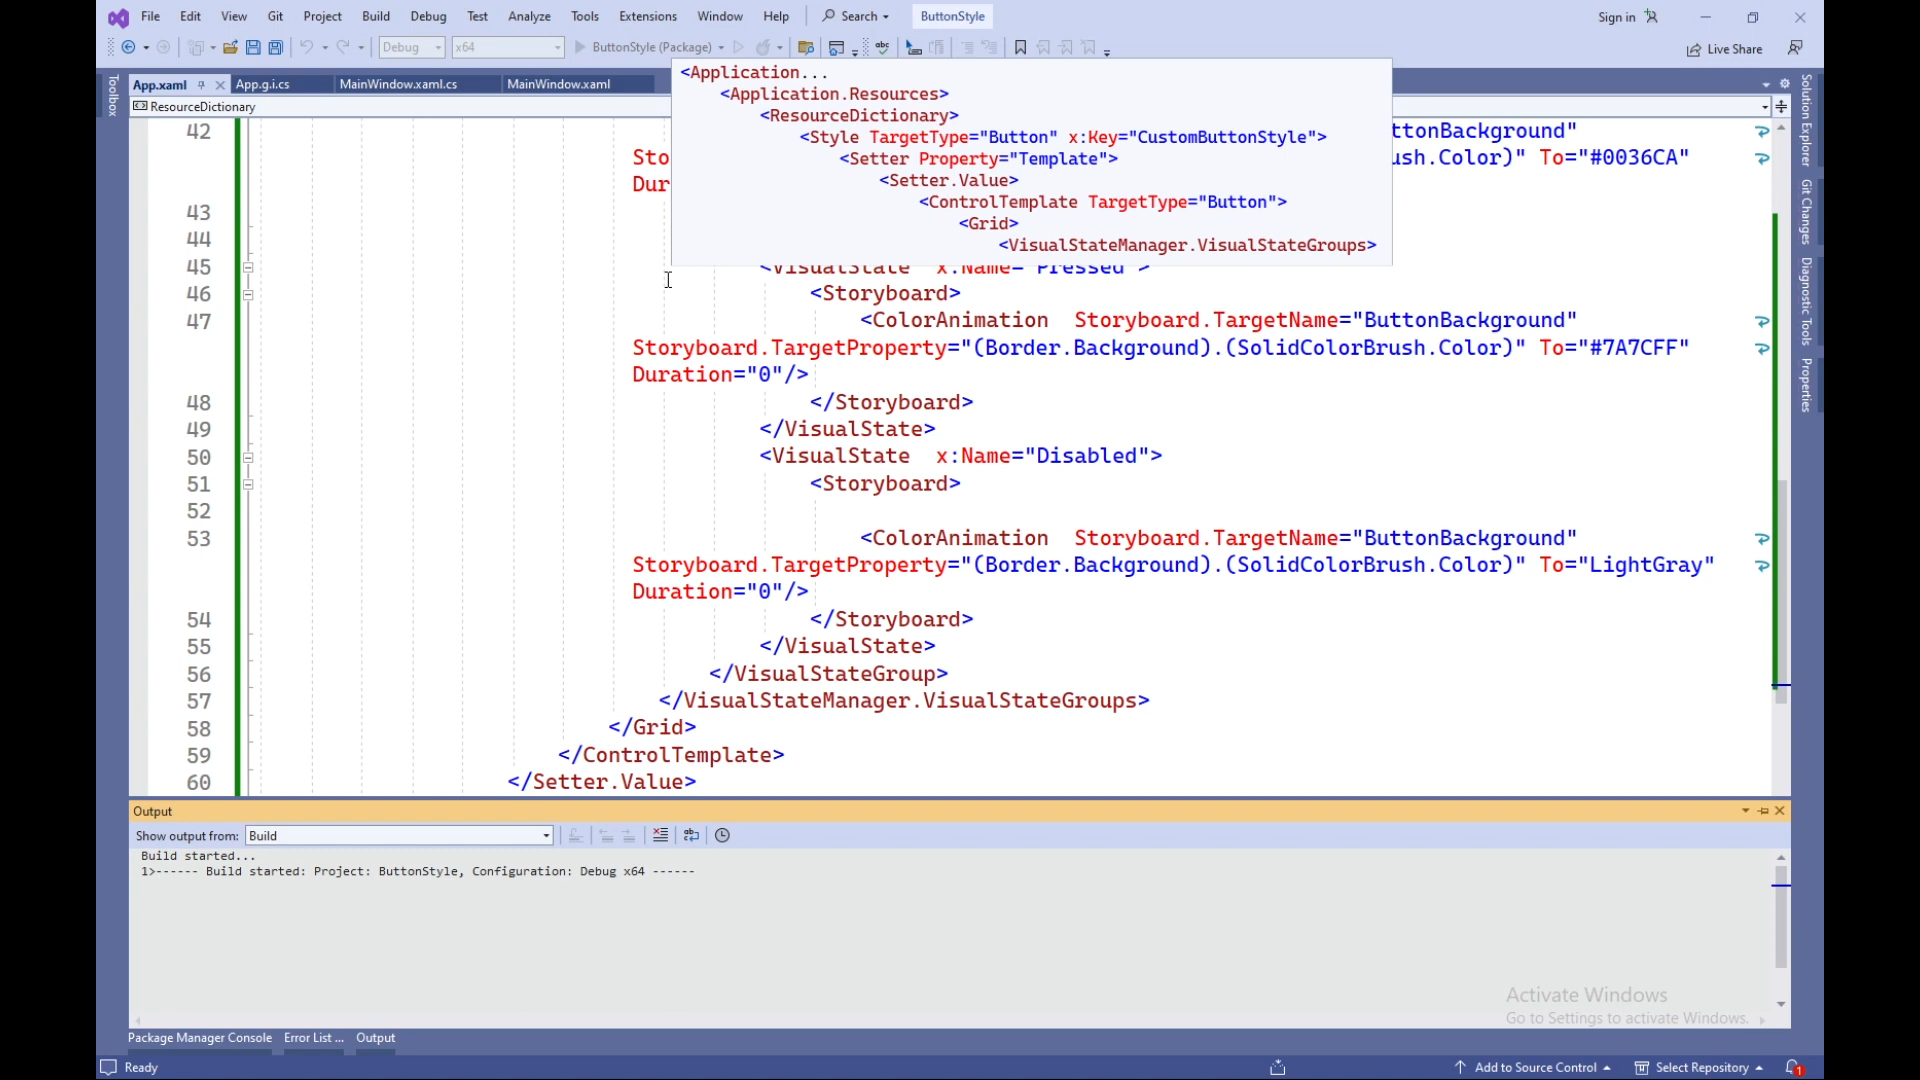 File Edit View Git Project Build Debug Test Analyze Tools Extensions Window Help Search ButtonStyle Sign in
Debug x64 ButtonStyle (Package) Live Share
App.xaml App.g.i.cs MainWindow.xaml.cs MainWindow.xaml
ResourceDictionary
<Application...
<Application.Resources>
<ResourceDictionary>
<Style TargetType="Button" x:Key="CustomButtonStyle">
<Setter Property="Template">
<Setter.Value>
<ControlTemplate TargetType="Button">
<Grid>
<VisualStateManager.VisualStateGroups>
42 ttonBackground"
Sto ush.Color)" To="#0036CA"
Dur
43
44
45 <VisualState x:Name="Pressed">
46 <Storyboard>
47 <ColorAnimation Storyboard.TargetName="ButtonBackground"
Storyboard.TargetProperty="(Border.Background).(SolidColorBrush.Color)" To="#7A7CFF"
Duration="0"/>
48 </Storyboard>
49 </VisualState>
50 <VisualState x:Name="Disabled">
51 <Storyboard>
52
53 <ColorAnimation Storyboard.TargetName="ButtonBackground"
Storyboard.TargetProperty="(Border.Background).(SolidColorBrush.Color)" To="LightGray"
Duration="0"/>
54 </Storyboard>
55 </VisualState>
56 </VisualStateGroup>
57 </VisualStateManager.VisualStateGroups>
58 </Grid>
59 </ControlTemplate>
60 </Setter.Value>
Toolbox
Solution Explorer
Git Changes
Diagnostic Tools
Properties
Output
Show output from: Build
Build started...
1>------ Build started: Project: ButtonStyle, Configuration: Debug x64 ------
Activate Windows
Go to Settings to activate Windows.
Package Manager Console Error List ... Output
Ready Add to Source Control Select Repository 1